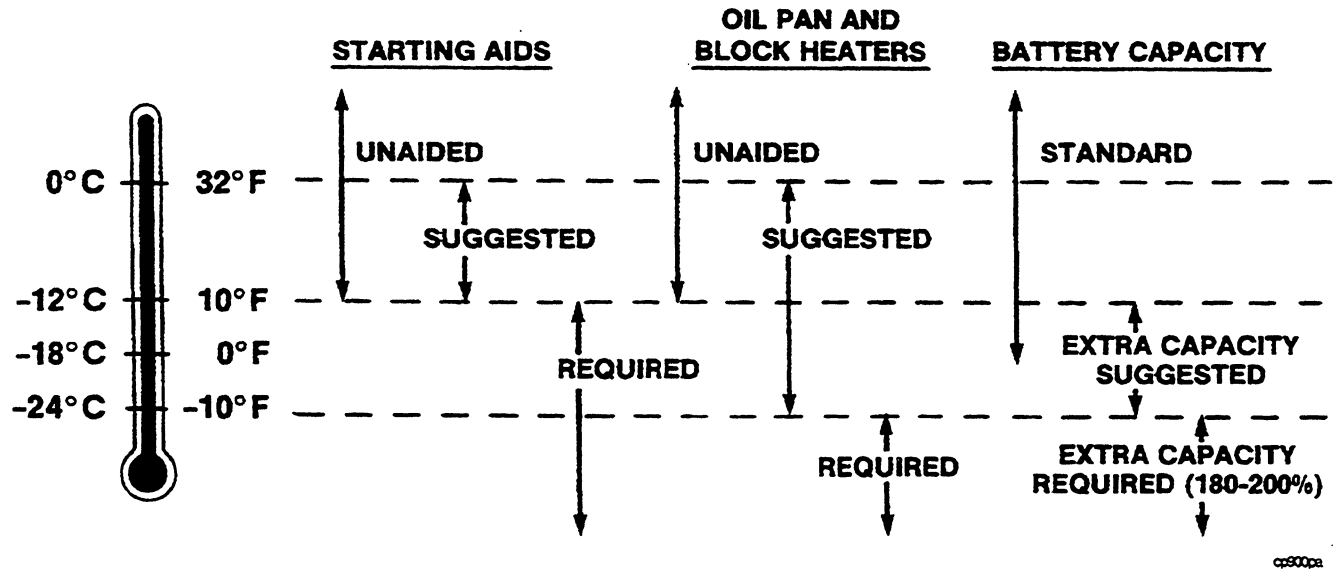 STARTING AIDS
OIL PAN AND
BLOCK HEATERS
BATTERY CAPACITY
UNAIDED
UNAIDED
STANDARD
0°C
32°F
SUGGESTED
SUGGESTED
-12°C
10°F
-18°C
0°F
REQUIRED
EXTRA CAPACITY
SUGGESTED
-24°C
-10°F
REQUIRED
EXTRA CAPACITY
REQUIRED (180-200%)
cp900pa